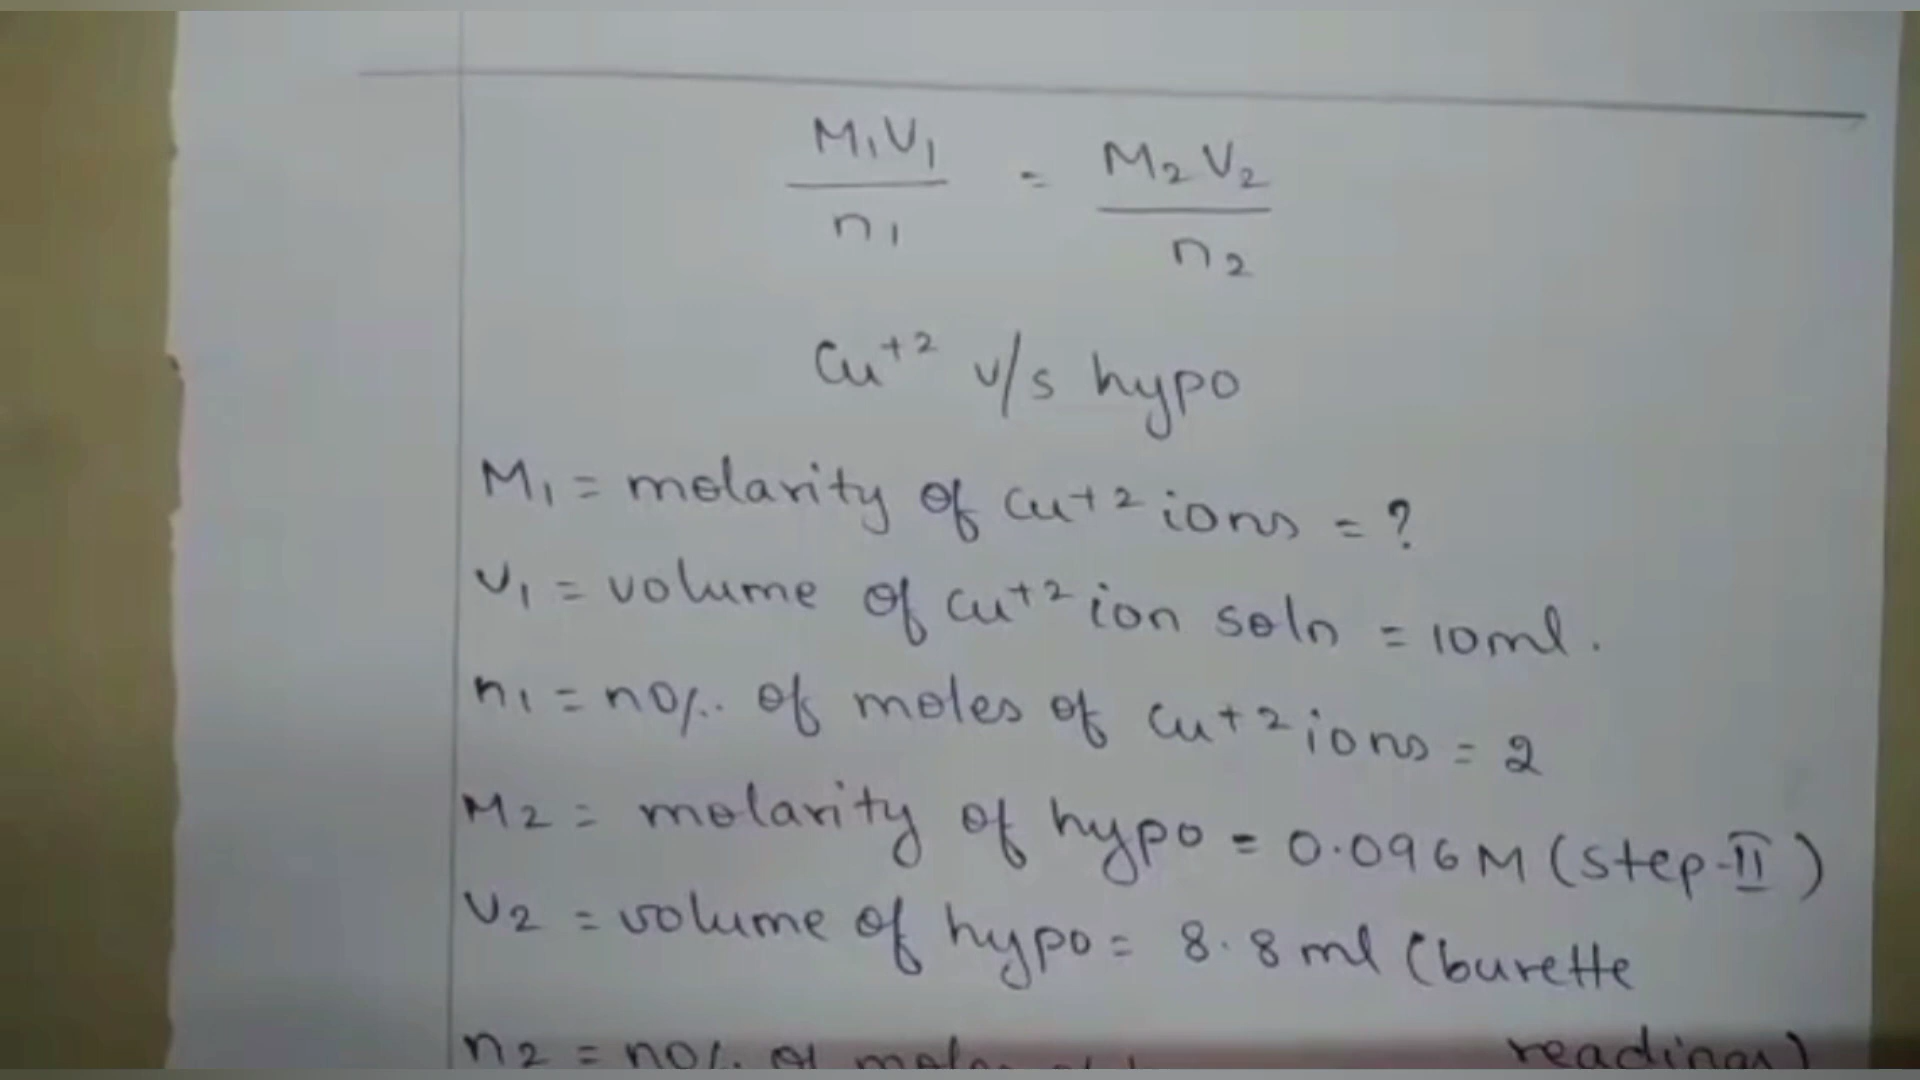 M₁V₁ = M₂V₂
n₁ n₂
Cu⁺² v/s hypo
M₁ = molarity of Cu⁺² ions = ?
V₁ = volume of Cu⁺² ion soln = 10ml.
n₁ = no/. of moles of Cu⁺² ions = 2
M₂ = molarity of hypo = 0.096M (step-II)
V₂ = volume of hypo = 8.8 ml (burette
readings)
n₂ = no/. of moles